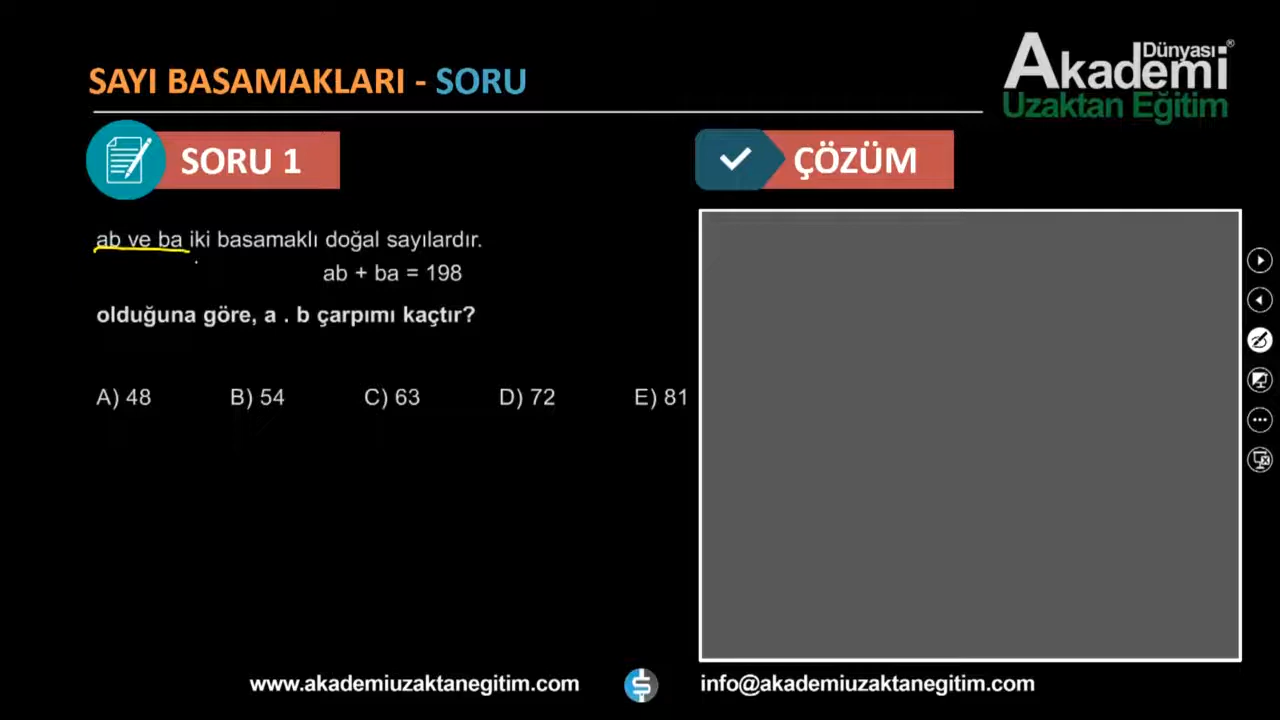 SAYI BASAMAKLARI - SORU
Akademi Dünyası®
Uzaktan Eğitim
SORU 1
ÇÖZÜM
ab ve ba iki basamaklı doğal sayılardır.
ab + ba = 198
olduğuna göre, a . b çarpımı kaçtır?
A) 48 B) 54 C) 63 D) 72 E) 81
www.akademiuzaktanegitim.com info@akademiuzaktanegitim.com